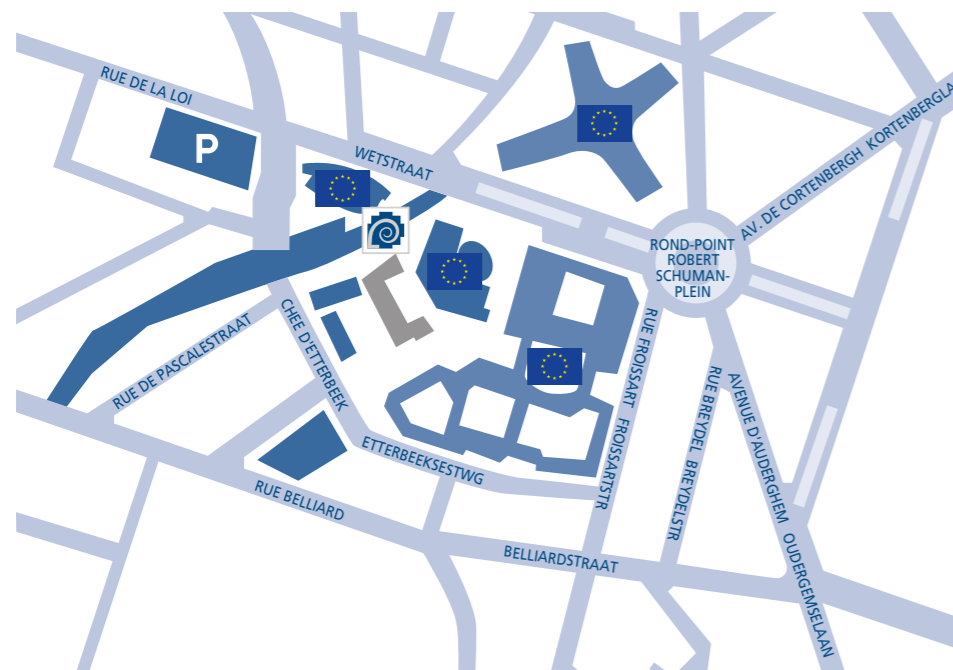 RUE DE LA LOI
P
WETSTRAAT
AV. DE CORTENBERGH KORTENBERGLA
ROND-POINT
ROBERT
SCHUMAN-
PLEIN
CHEE D'ETTERBEEK
RUE DE PASCALESTRAAT
RUE FROISSART FROISSARTSTR
RUE BREYDEL BREYDELSTR
AVENUE D'AUDERGHEM OUDERGEMSELAAN
ETTERBEEKSESTWG
RUE BELLIARD
BELLIARDSTRAAT